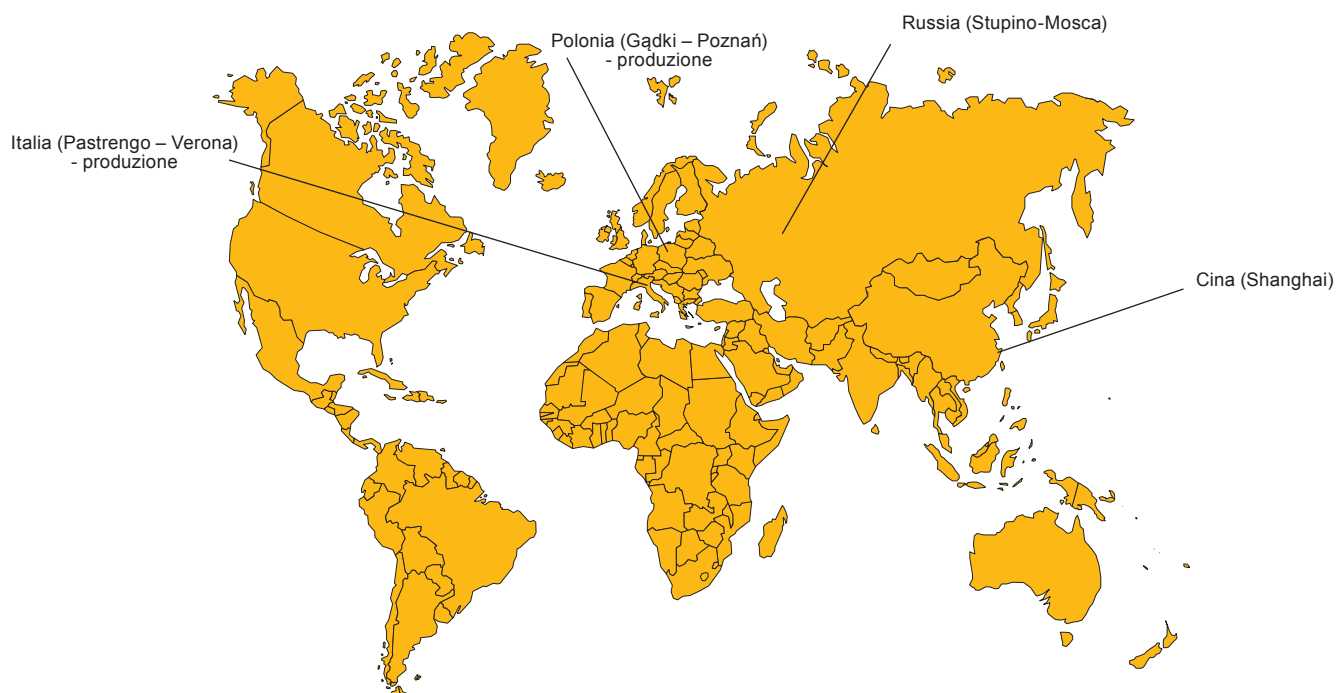 Russia (Stupino-Mosca)
Polonia (Gądki – Poznań)
- produzione
Italia (Pastrengo – Verona)
- produzione
Cina (Shanghai)